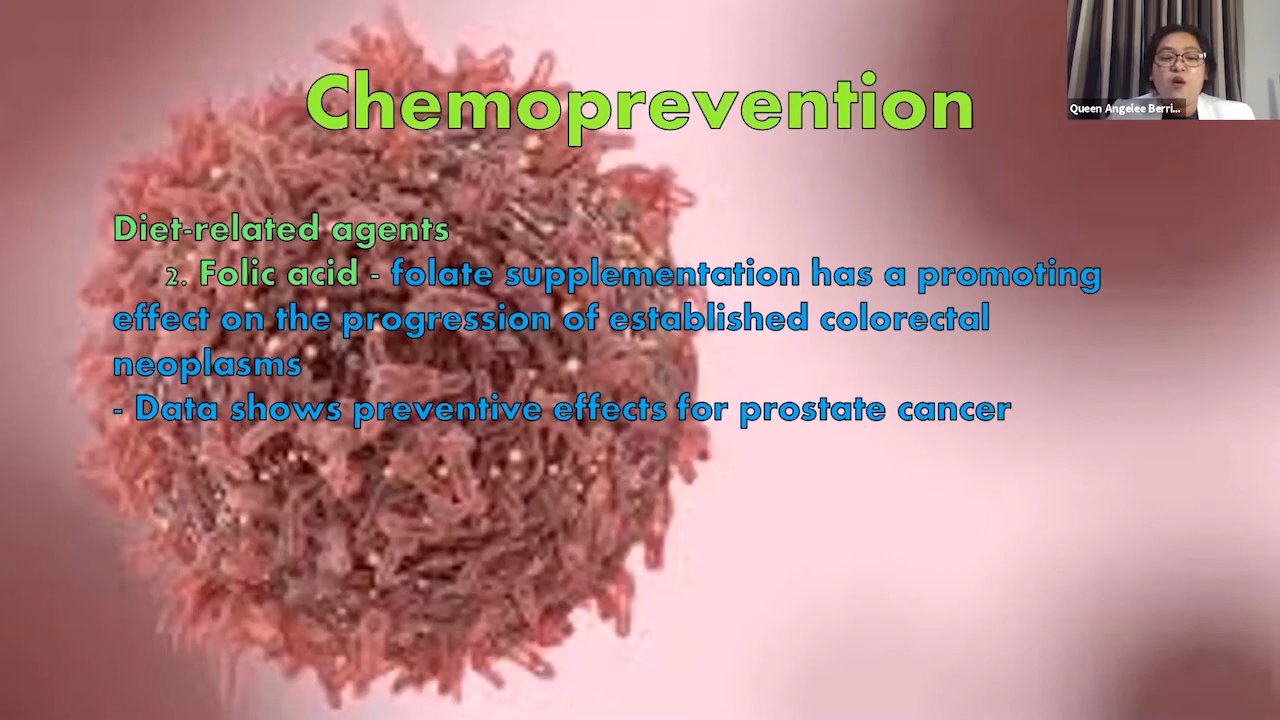 Chemoprevention
Queen Angelee Berri...
Diet-related agents
2. Folic acid - folate supplementation has a promoting
effect on the progression of established colorectal
neoplasms
- Data shows preventive effects for prostate cancer